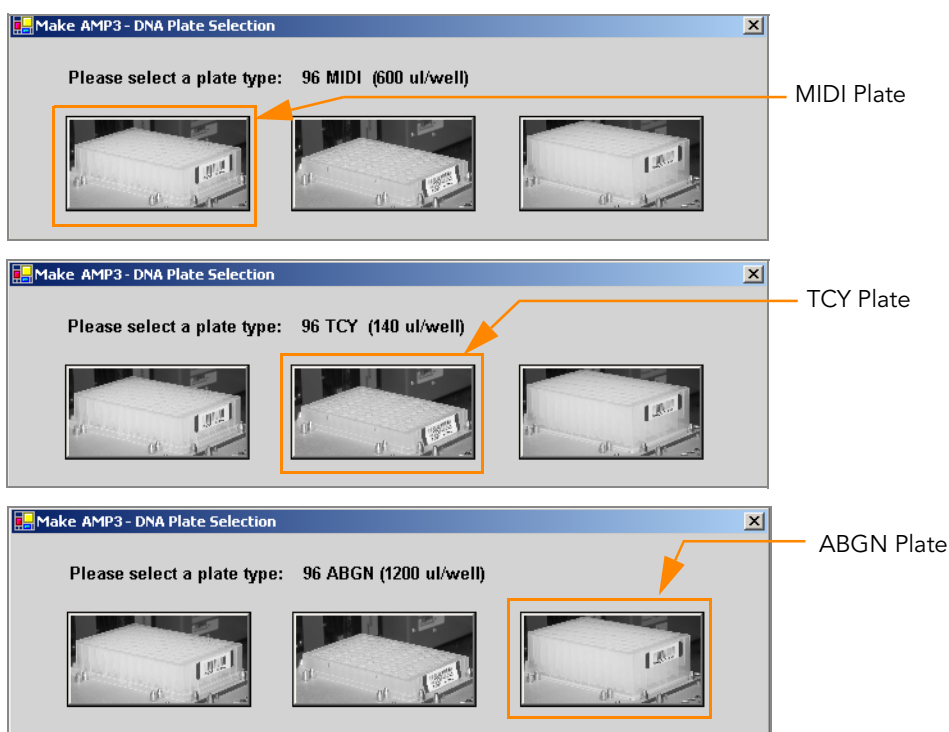 Make AMP3 - DNA Plate Selection
Please select a plate type: 96 MIDI (600 ul/well)
MIDI Plate
Make AMP3 - DNA Plate Selection
Please select a plate type: 96 TCY (140 ul/well)
TCY Plate
Make AMP3 - DNA Plate Selection
Please select a plate type: 96 ABGN (1200 ul/well)
ABGN Plate